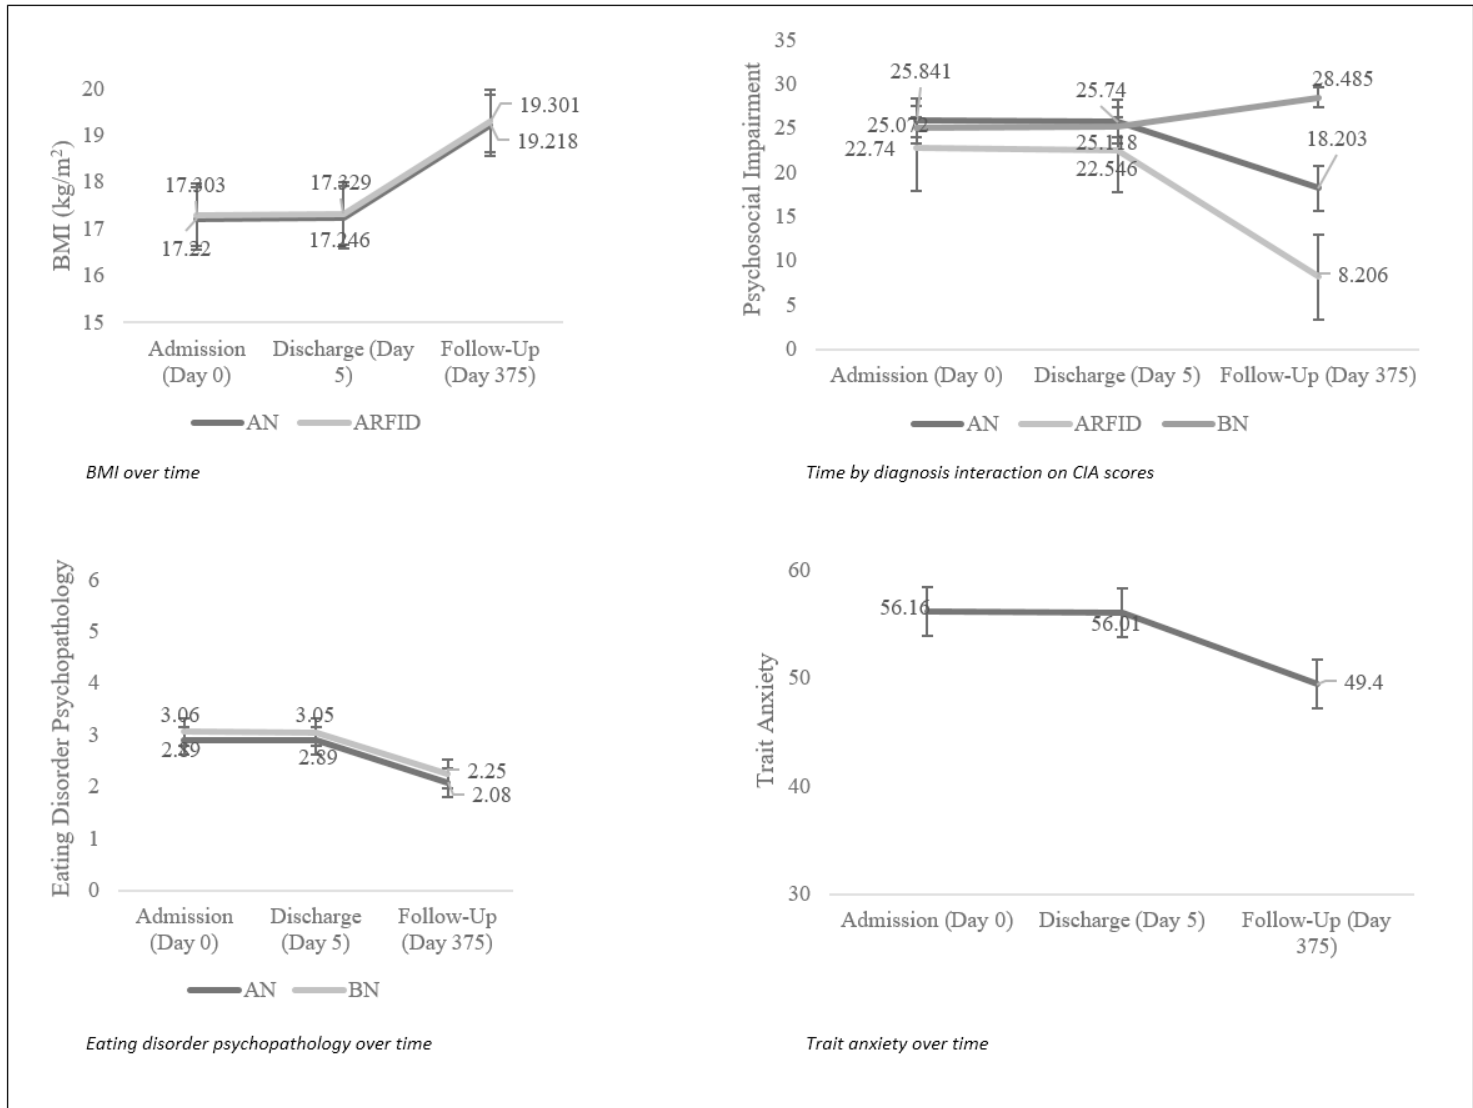 20
19
18
17
16
15
BMI (kg/m²)
17.303
17.22
17.329
17.246
19.301
19.218
Admission
(Day 0)
Discharge (Day
5)
Follow-Up
(Day 375)
AN
ARFID
BMI over time
35
30
25
20
15
10
5
0
Psychosocial Impairment
25.841
25.072
22.74
25.74
25.118
22.546
28.485
18.203
8.206
Admission (Day 0)
Discharge (Day 5)
Follow-Up (Day 375)
AN
ARFID
BN
Time by diagnosis interaction on CIA scores
6
5
4
3
2
1
0
Eating Disorder Psychopathology
3.06
2.89
3.05
2.89
2.25
2.08
Admission
(Day 0)
Discharge
(Day 5)
Follow-Up
(Day 375)
AN
BN
Eating disorder psychopathology over time
60
50
40
30
Trait Anxiety
56.16
56.01
49.4
Admission (Day 0)
Discharge (Day 5)
Follow-Up (Day
375)
Trait anxiety over time